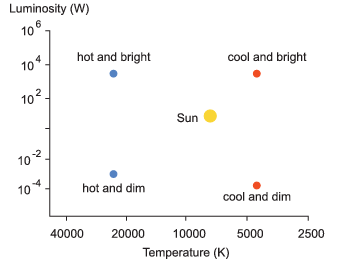 Luminosity (W)
10^6
hot and bright
cool and bright
10^4
10^2
Sun
10^-2
10^-4
hot and dim
cool and dim
40000 20000 10000 5000 2500
Temperature (K)